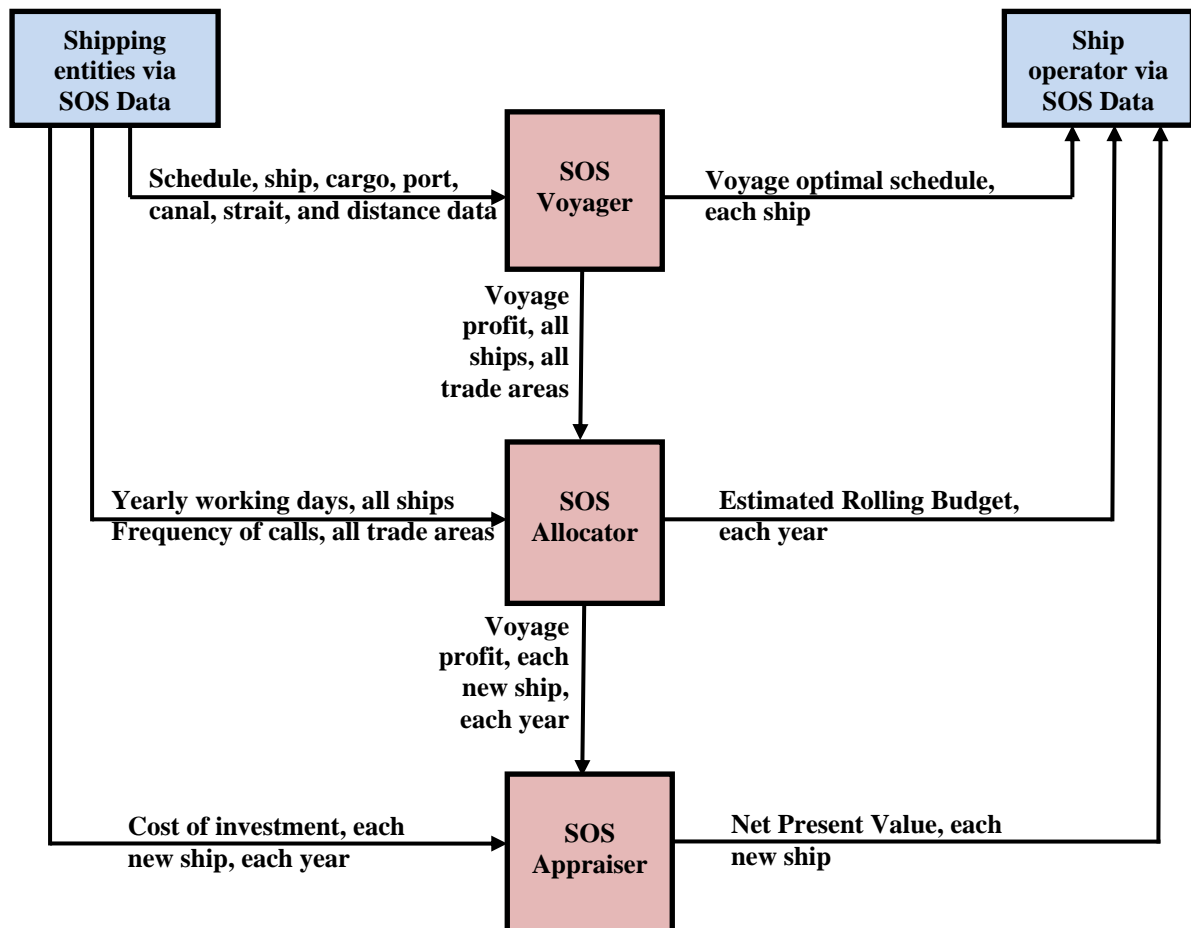 Shipping
entities via
SOS Data
Ship
operator via
SOS Data
Schedule, ship, cargo, port,
canal, strait, and distance data
SOS
Voyager
Voyage optimal schedule,
each ship
Voyage
profit, all
ships, all
trade areas
Yearly working days, all ships
Frequency of calls, all trade areas
SOS
Allocator
Estimated Rolling Budget,
each year
Voyage
profit, each
new ship,
each year
Cost of investment, each
new ship, each year
SOS
Appraiser
Net Present Value, each
new ship